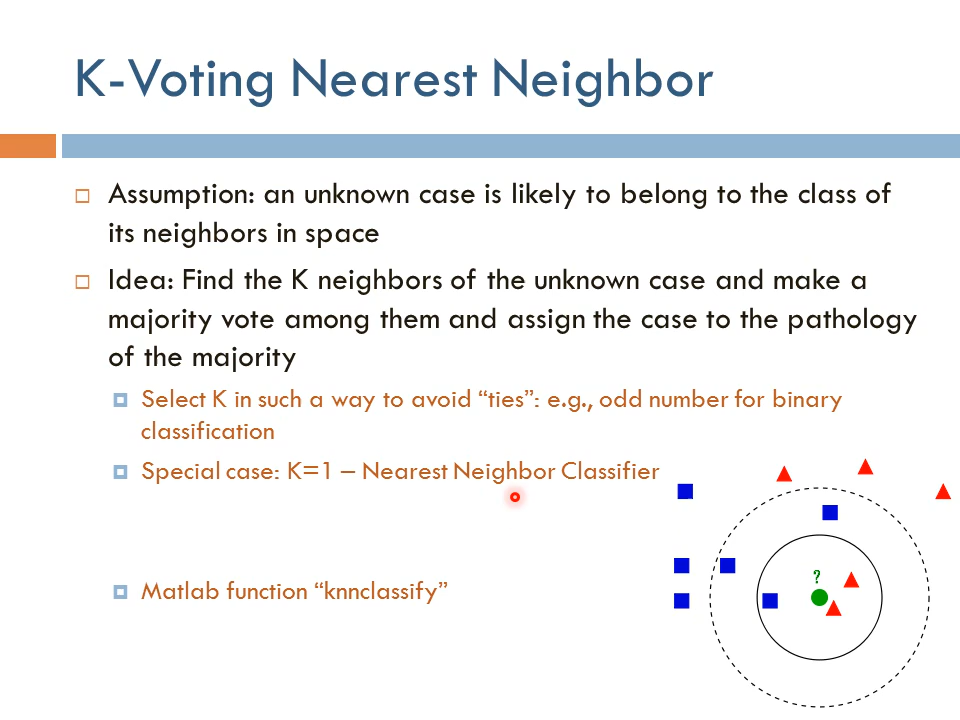 K-Voting Nearest Neighbor
Assumption: an unknown case is likely to belong to the class of
its neighbors in space
Idea: Find the K neighbors of the unknown case and make a
majority vote among them and assign the case to the pathology
of the majority
Select K in such a way to avoid “ties”: e.g., odd number for binary
classification
Special case: K=1 – Nearest Neighbor Classifier
?
Matlab function “knnclassify”